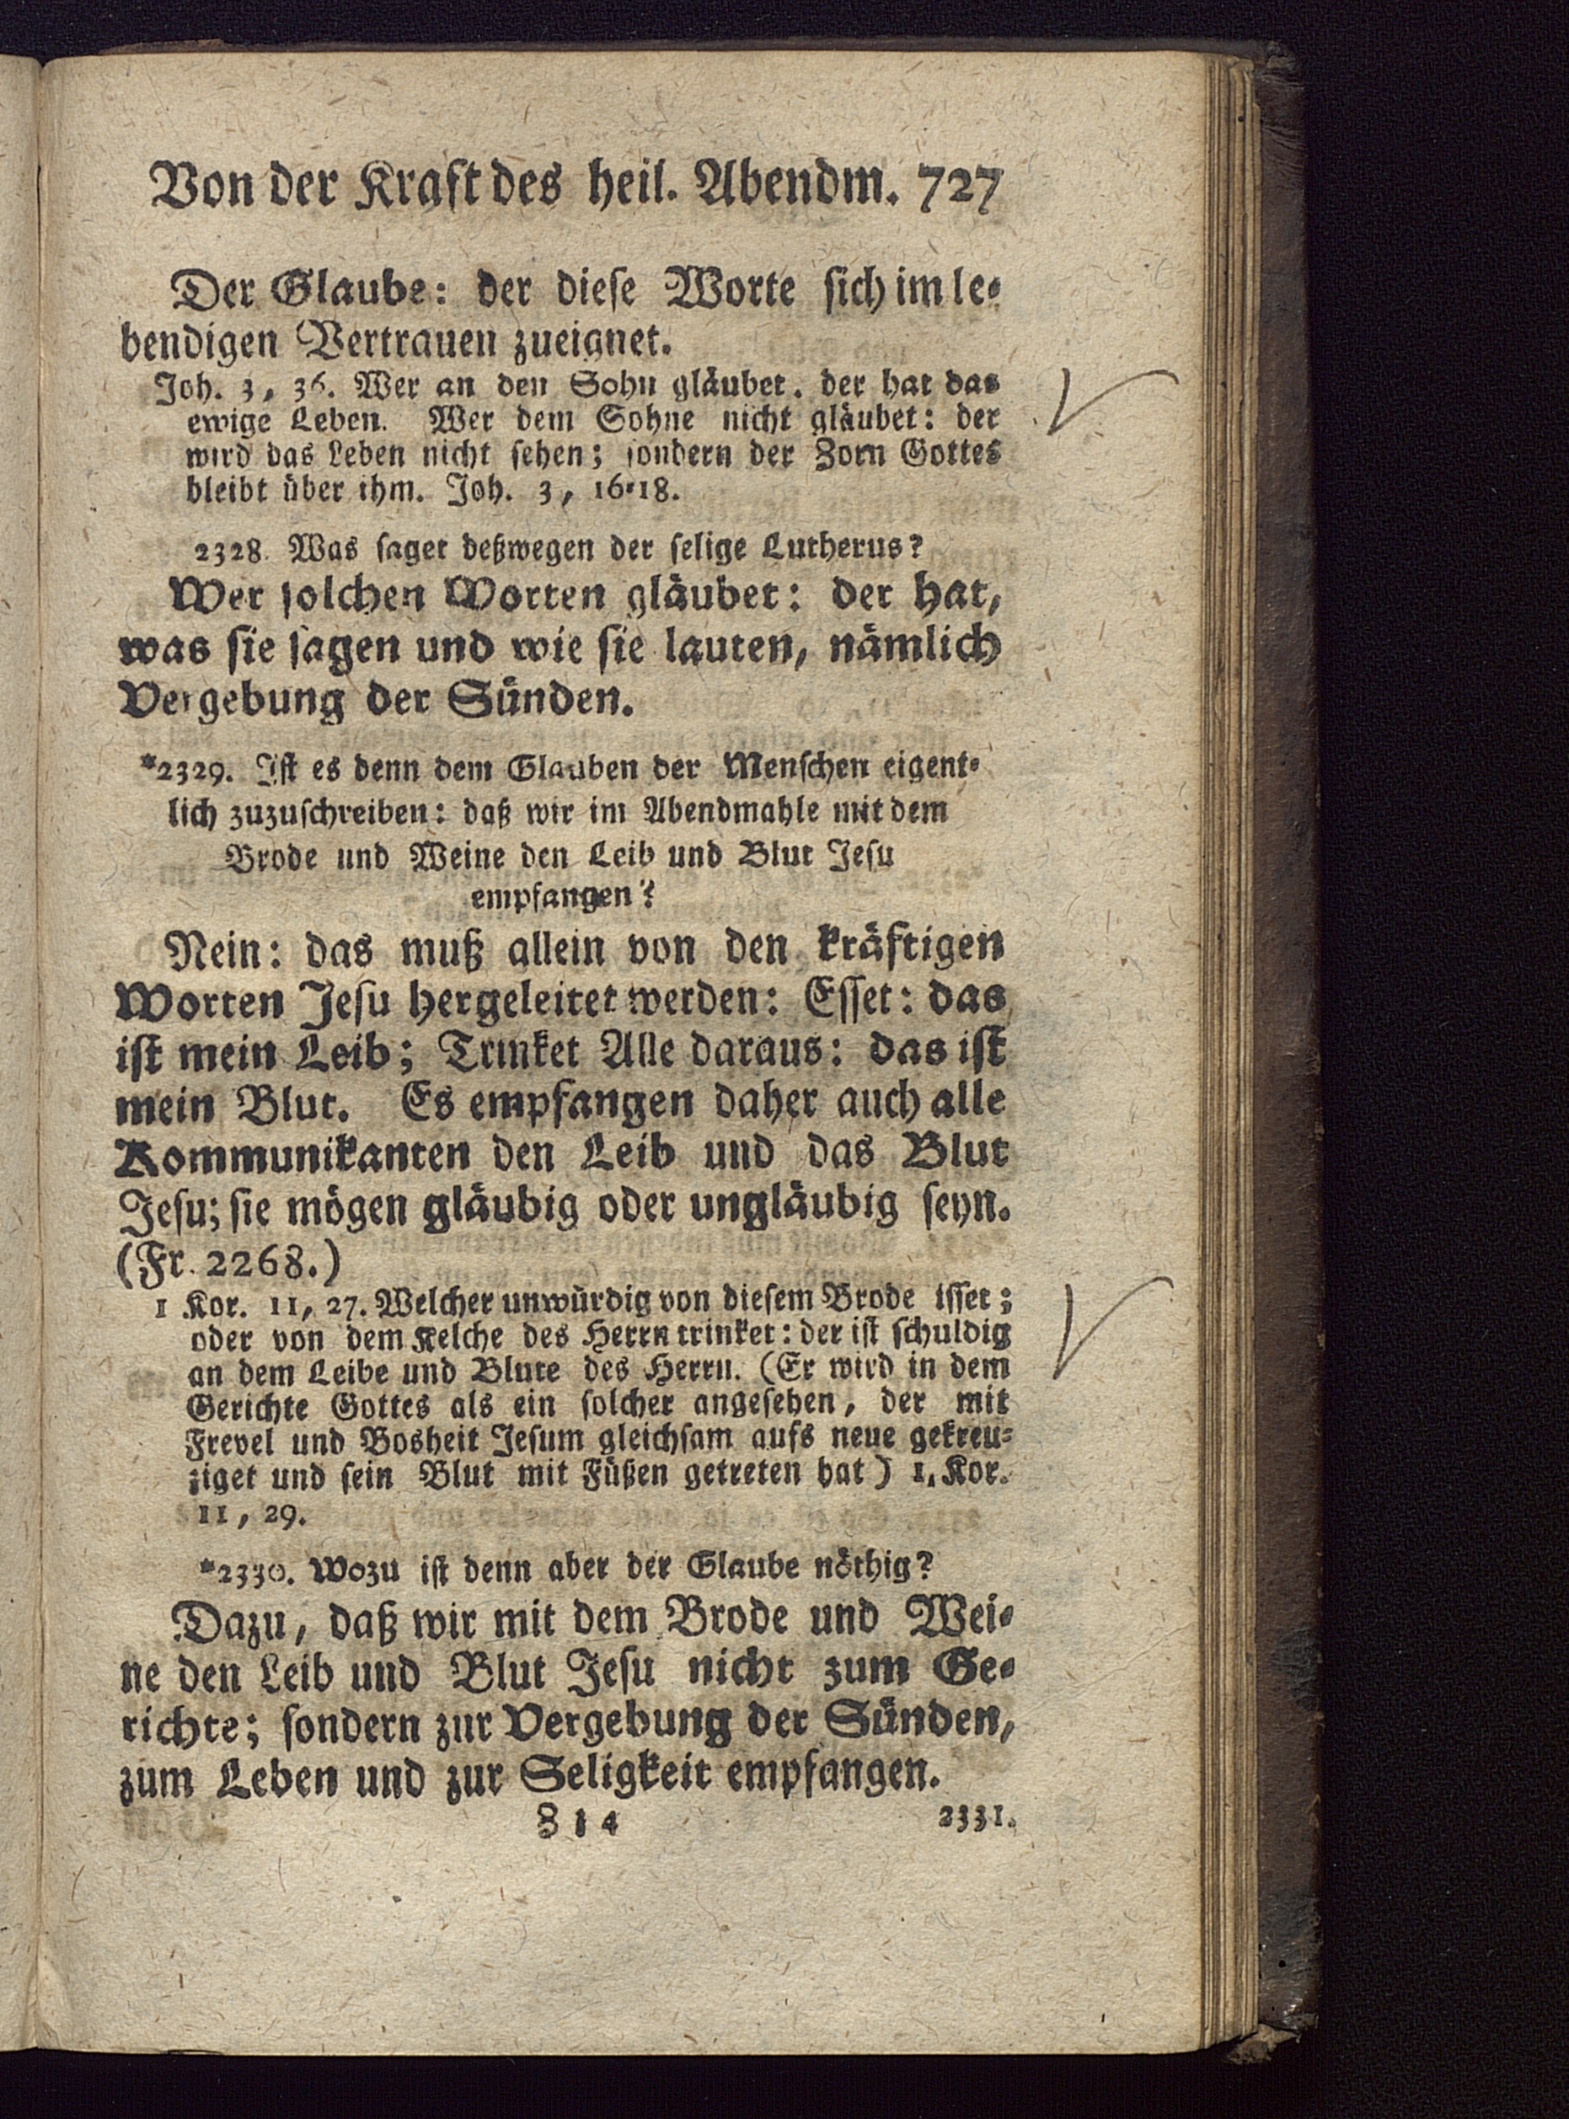 Von der Kraft des heil. Abendm. 727
Der Glaube: der diese Worte sich im le-
bendigen Vertrauen zueignet.
Joh. 3, 36. Wer an den Sohn gläubet. der hat das
ewige Leben. Wer dem Sohne nicht gläubet: der
wird das Leben nicht sehen; sondern der Zorn Gottes
bleibt über ihm. Joh. 3, 16-18.
2328. Was saget deßwegen der selige Lutherus?
Wer solchen Worten gläubet: der hat,
was sie sagen und wie sie lauten, nämlich
Vergebung der Sünden.
*2329. Ist es denn dem Glauben der Menschen eigent-
lich zuzuschreiben: daß wir im Abendmahle mit dem
Brode und Weine den Leib und Blut Jesu
empfangen?
Nein: das muß allein von den kräftigen
Worten Jesu hergeleitet werden: Esset: das
ist mein Leib; Trinket Alle daraus: das ist
mein Blut. Es empfangen daher auch alle
Kommunikanten den Leib und das Blut
Jesu; sie mögen gläubig oder ungläubig seyn.
(Fr. 2268.)
1 Kor. 11, 27. Welcher unwürdig von diesem Brode isset;
oder von dem Kelche des Herrn trinket: der ist schuldig
an dem Leibe und Blute des Herrn. (Er wird in dem
Gerichte Gottes als ein solcher angesehen, der mit
Frevel und Bosheit Jesum gleichsam aufs neue gekreu-
ziget und sein Blut mit Füßen getreten hat) 1. Kor.
11, 29.
*2330. Wozu ist denn aber der Glaube nöthig?
Dazu, daß wir mit dem Brode und Wei-
ne den Leib und Blut Jesu nicht zum Ge-
richte; sondern zur Vergebung der Sünden,
zum Leben und zur Seligkeit empfangen.
2331.